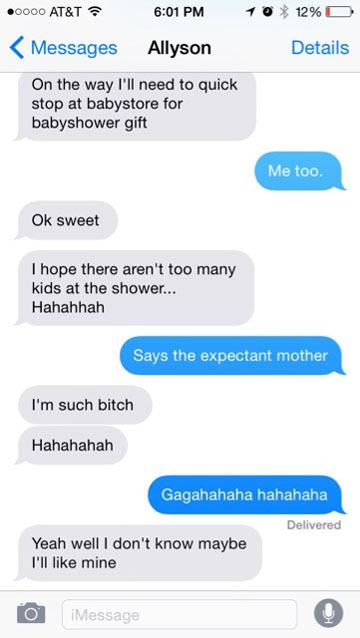 AT&T 6:01 PM 12%
Messages Allyson Details
On the way I'll need to quick
stop at babystore for
babyshower gift
Me too.
Ok sweet
I hope there aren't too many
kids at the shower...
Hahahhah
Says the expectant mother
I'm such bitch
Hahahahah
Gagahahaha hahahaha
Delivered
Yeah well I don't know maybe
I'll like mine
iMessage